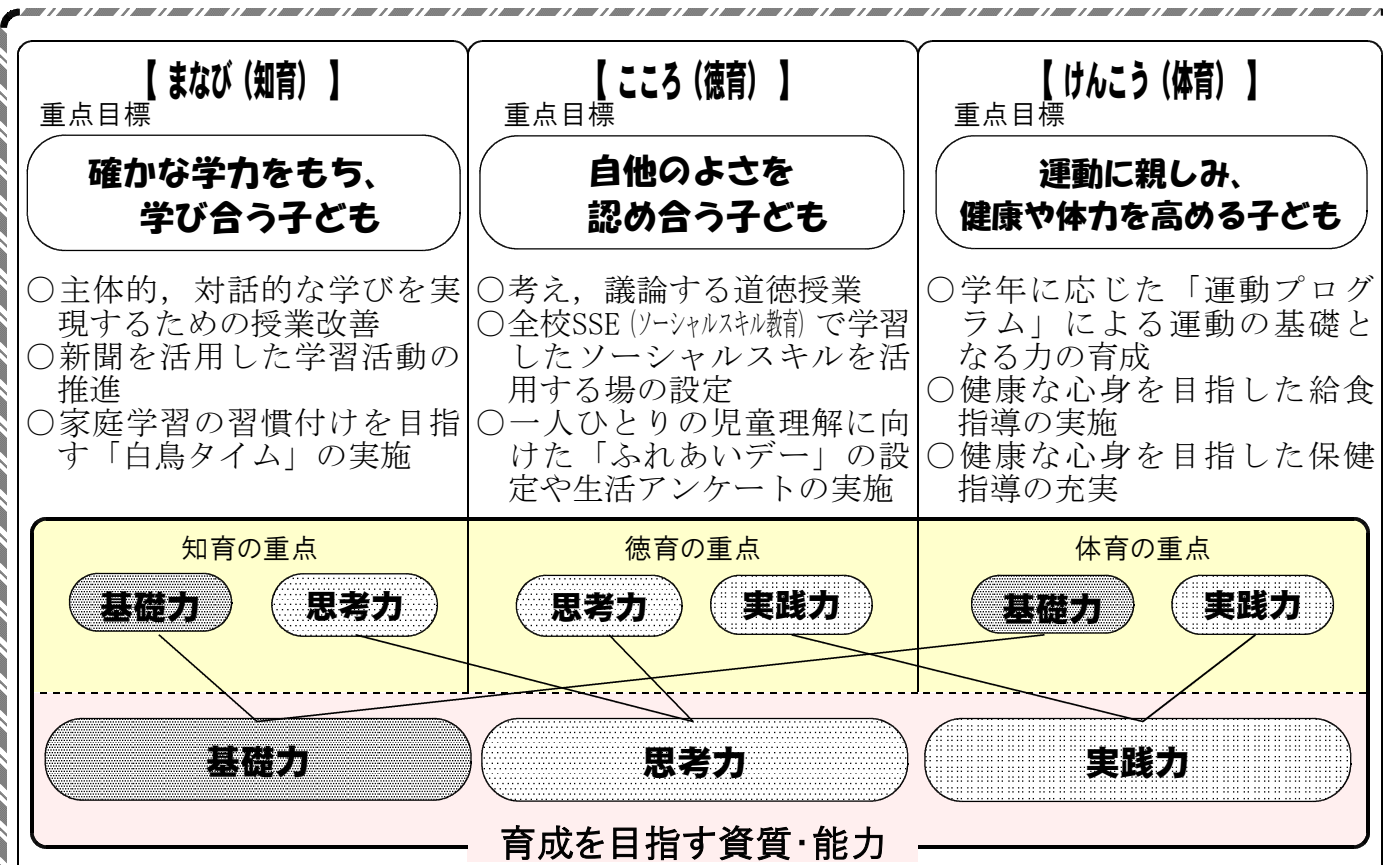 【 まなび（知育） 】
重点目標
確かな学力をもち、
学び合う子ども
○主体的，対話的な学びを実
現するための授業改善
○新聞を活用した学習活動の
推進
○家庭学習の習慣付けを目指
す「白鳥タイム」の実施
【 こころ（徳育） 】
重点目標
自他のよさを
認め合う子ども
○考え，議論する道徳授業
○全校SSE（ソーシャルスキル教育）で学習
したソーシャルスキルを活
用する場の設定
○一人ひとりの児童理解に向
けた「ふれあいデー」の設
定や生活アンケートの実施
【 けんこう（体育） 】
重点目標
運動に親しみ、
健康や体力を高める子ども
○学年に応じた「運動プログ
ラム」による運動の基礎と
なる力の育成
○健康な心身を目指した給食
指導の実施
○健康な心身を目指した保健
指導の充実
知育の重点
基礎力 思考力
徳育の重点
思考力 実践力
体育の重点
基礎力 実践力
基礎力 思考力 実践力
育成を目指す資質・能力